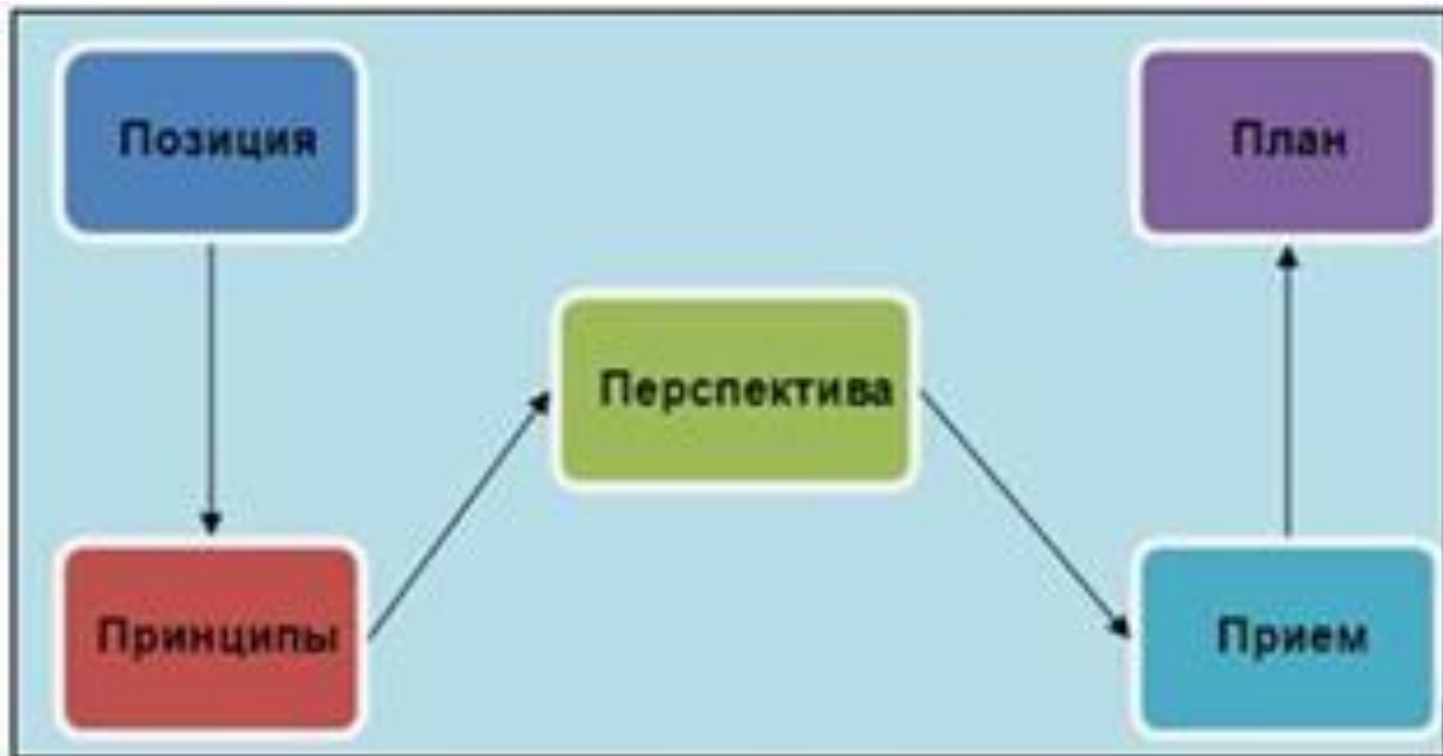 Позиция
План
Перспектива
Принципы
Прием